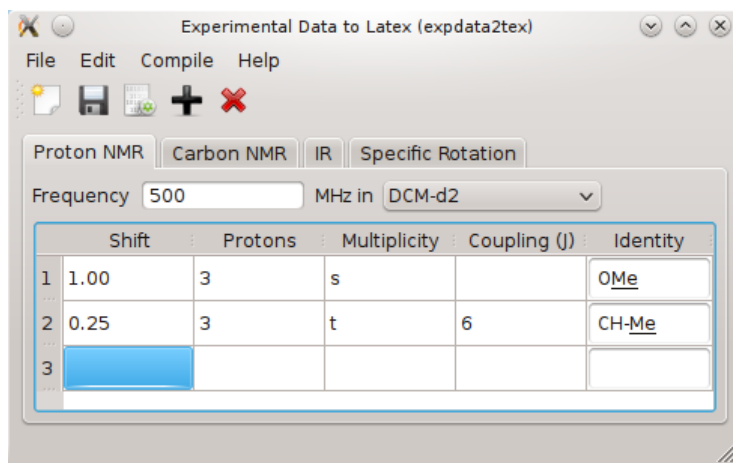 Experimental Data to Latex (expdata2tex)
File Edit Compile Help
Proton NMR Carbon NMR IR Specific Rotation
Frequency 500 MHz in DCM-d2
Shift Protons Multiplicity Coupling (J) Identity
1 1.00 3 s OMe
2 0.25 3 t 6 CH-Me
3